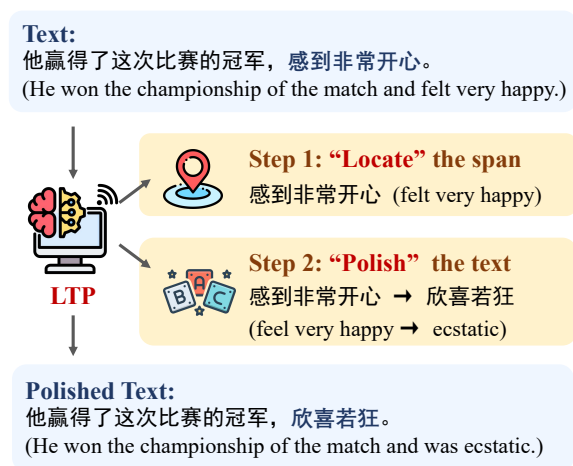 Text:
他赢得了这次比赛的冠军，感到非常开心。
(He won the championship of the match and felt very happy.)
Step 1: “Locate” the span
感到非常开心 (felt very happy)
LTP
Step 2: “Polish” the text
感到非常开心 → 欣喜若狂
(feel very happy → ecstatic)
B A C
Polished Text:
他赢得了这次比赛的冠军，欣喜若狂。
(He won the championship of the match and was ecstatic.)